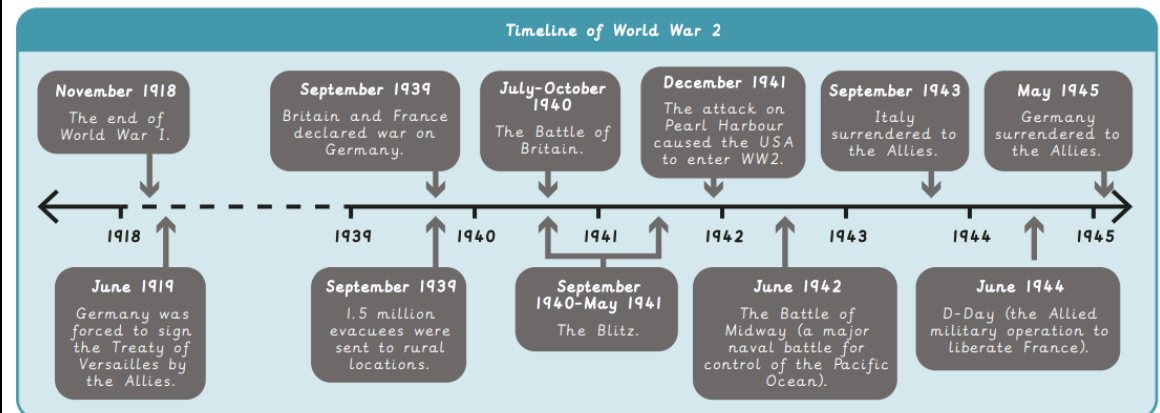 Timeline of World War 2
November 1918
The end of
World War I.
September 1939
Britain and France
declared war on
Germany.
July-October
1940
The Battle of
Britain.
December 1941
The attack on
Pearl Harbour
caused the USA
to enter WW2.
September 1943
Italy
surrendered to
the Allies.
May 1945
Germany
surrendered to
the Allies.
1918
1939
1940
1941
1942
1943
1944
1945
June 1919
Germany was
forced to sign
the Treaty of
Versailles by
the Allies.
September 1939
1.5 million
evacuees were
sent to rural
locations.
September
1940-May 1941
The Blitz.
June 1942
The Battle of
Midway (a major
naval battle for
control of the Pacific
Ocean).
June 1944
D-Day (the Allied
military operation to
liberate France).